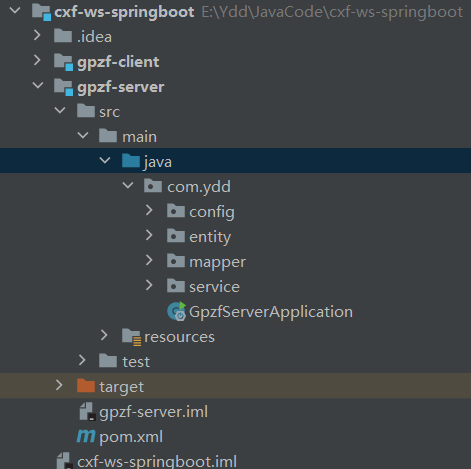 cxf-ws-springboot E:\Ydd\JavaCode\cxf-ws-springboot
.idea
gpzf-client
gpzf-server
src
main
java
com.ydd
config
entity
mapper
service
GpzfServerApplication
resources
test
target
gpzf-server.iml
m pom.xml
cxf-ws-springboot.iml